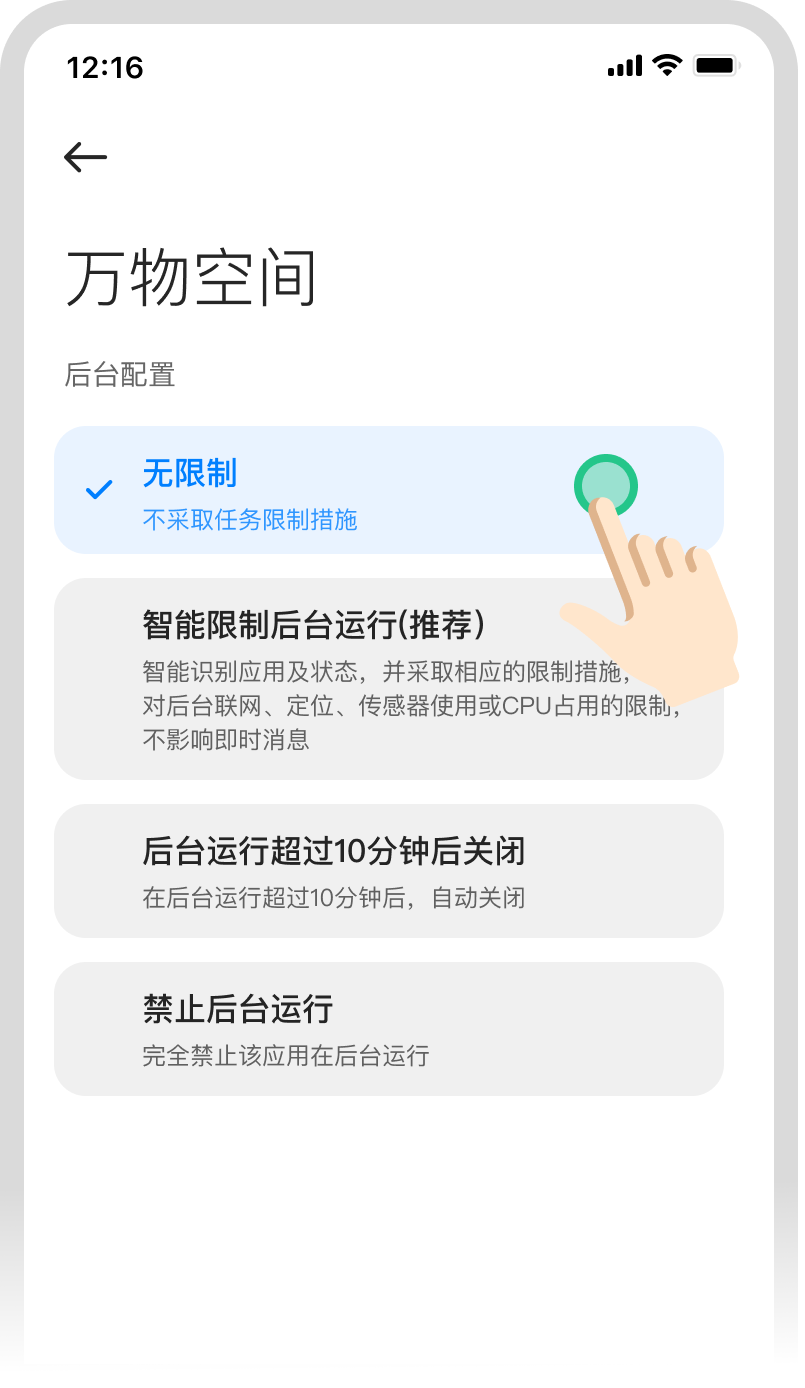 12:16
万物空间
后台配置
无限制
不采取任务限制措施
智能限制后台运行(推荐)
智能识别应用及状态，并采取相应的限制措施，
对后台联网、定位、传感器使用或CPU占用的限制，
不影响即时消息
后台运行超过10分钟后关闭
在后台运行超过10分钟后，自动关闭
禁止后台运行
完全禁止该应用在后台运行